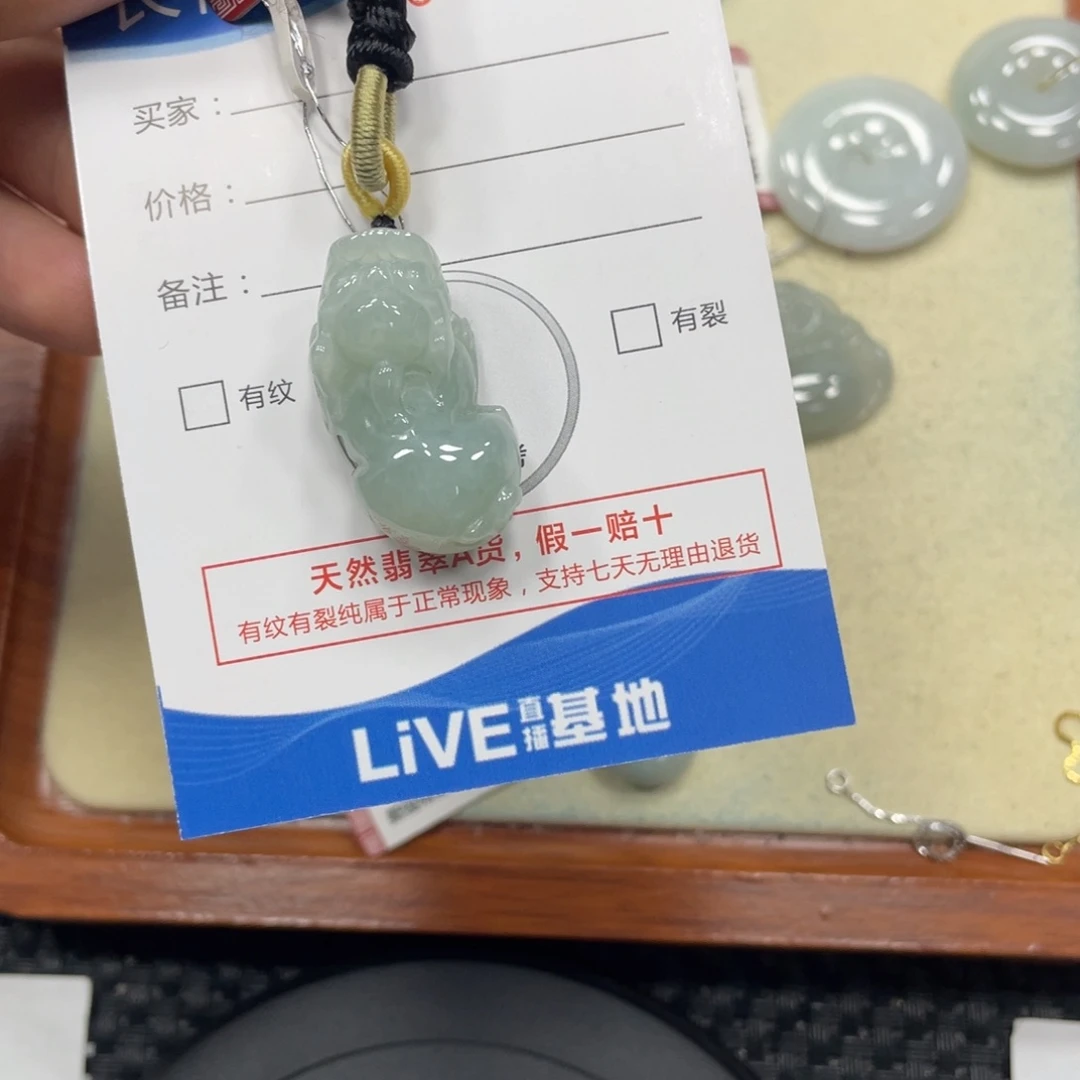 买家：
价格：
备注：
有纹
有裂
天然翡翠A货，假一赔十
有纹有裂纯属于正常现象，支持七天无理由退货
LiVE直播基地